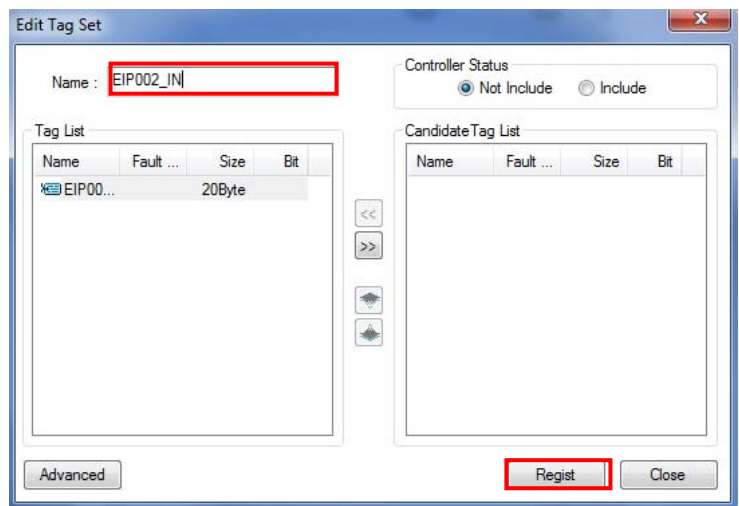 Edit Tag Set
X
Name : EIP002_IN
Controller Status
Not Include Include
Tag List
Name Fault ... Size Bit
EIP00... 20Byte
<<
>>
Candidate Tag List
Name Fault ... Size Bit
Advanced
Regist Close